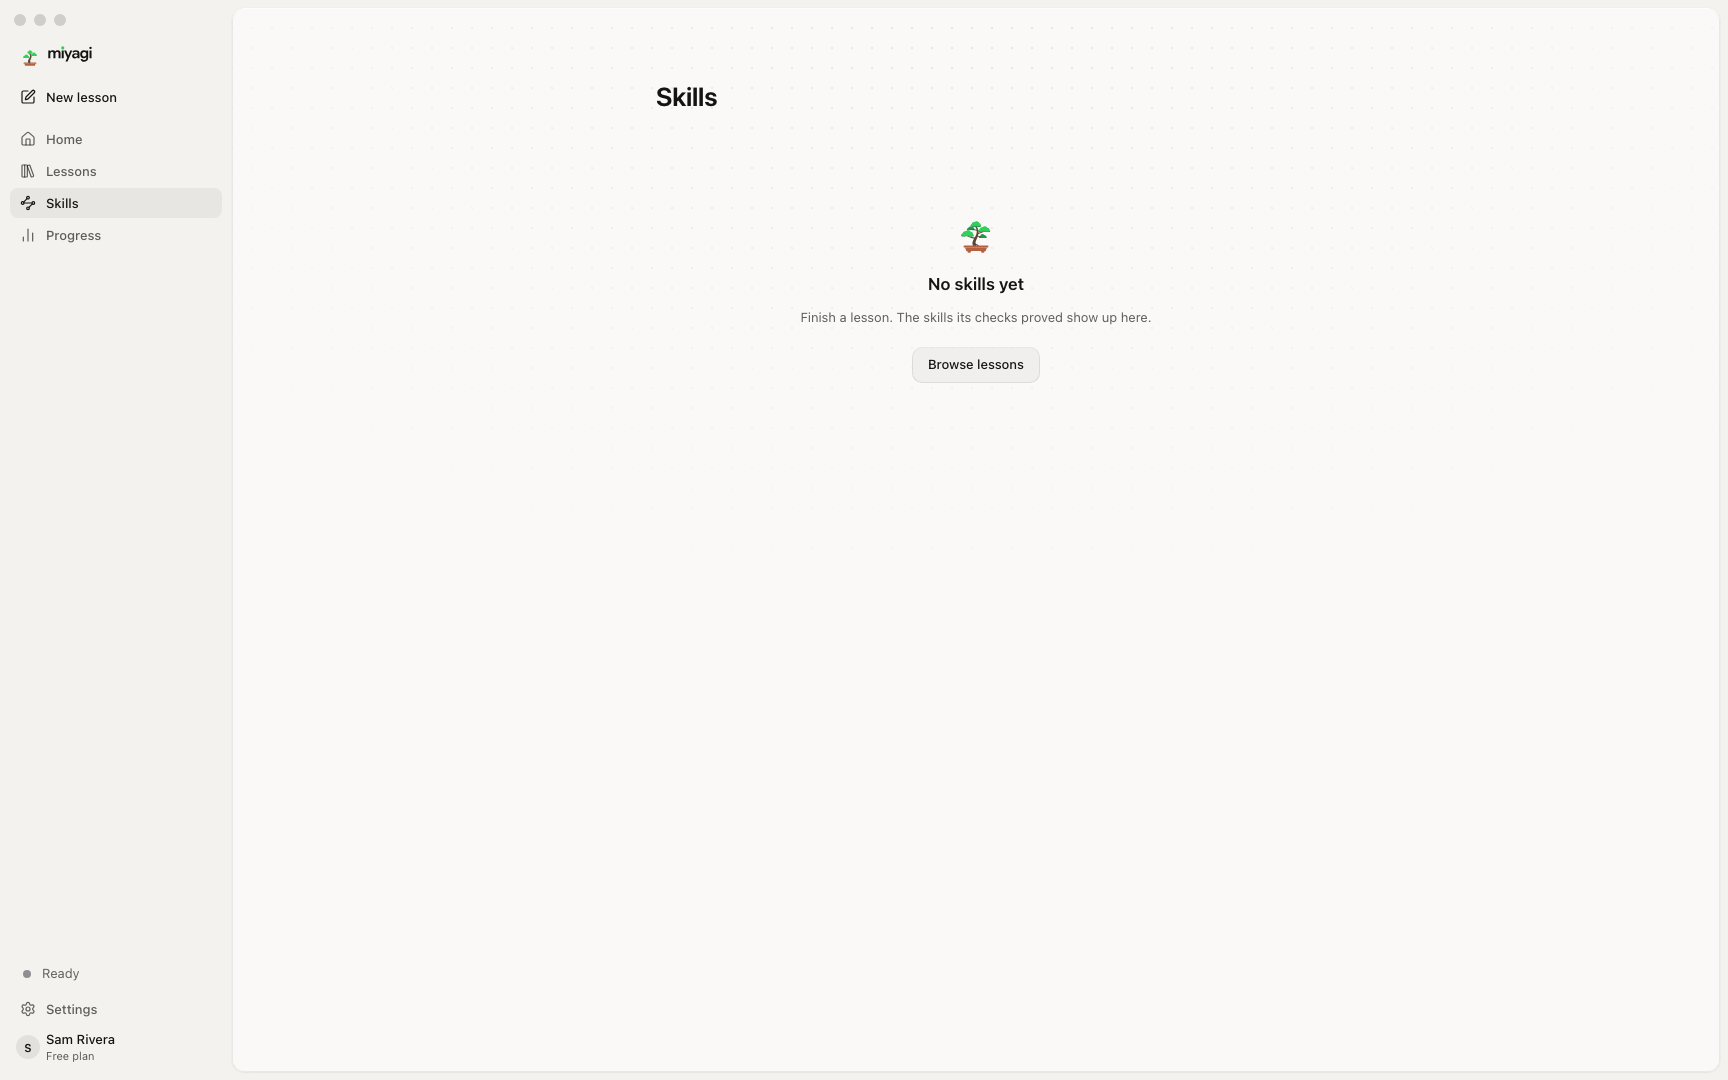 miyagi
New lesson
Home
Lessons
Skills
Progress
Ready
Settings
S
Sam Rivera
Free plan
Skills
No skills yet
Finish a lesson. The skills its checks proved show up here.
Browse lessons